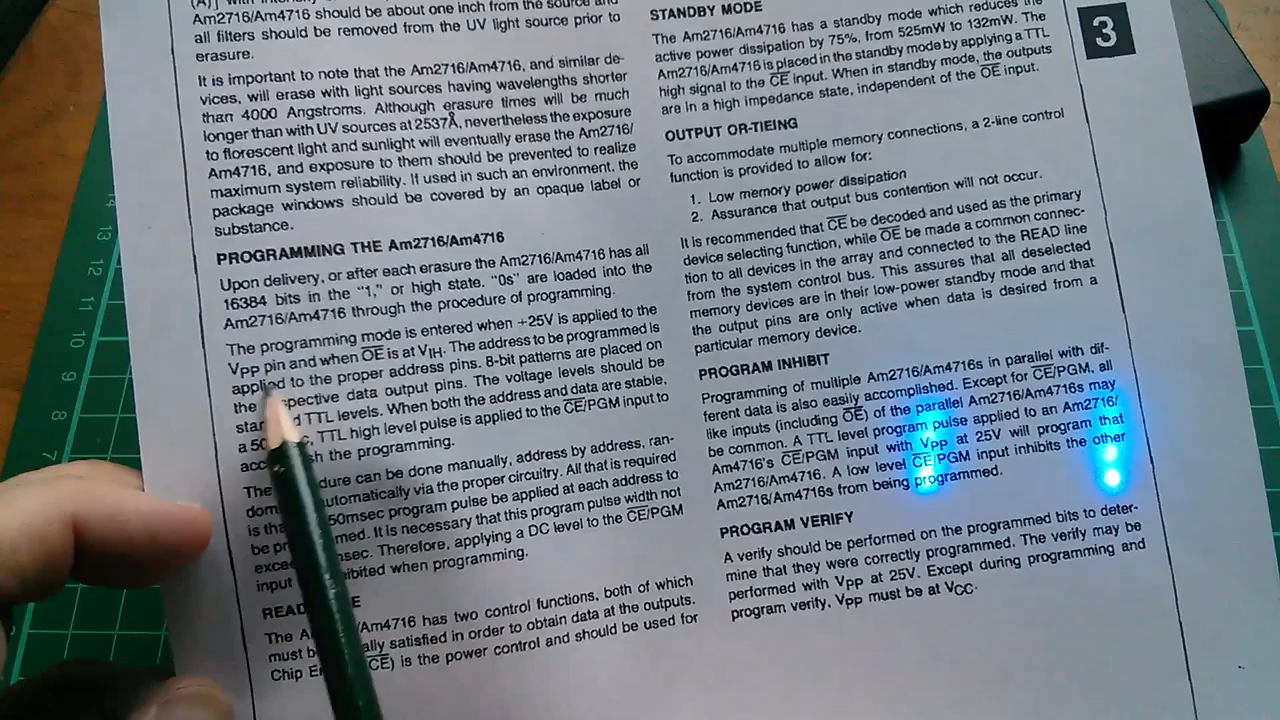 (A)] with
Am2716/Am4716 should be about one inch from the source and
all filters should be removed from the UV light source prior to
erasure.
It is important to note that the Am2716/Am4716, and similar de-
vices, will erase with light sources having wavelengths shorter
than 4000 Angstroms. Although erasure times will be much
longer than with UV sources at 2537Å, nevertheless the exposure
to florescent light and sunlight will eventually erase the Am2716/
Am4716, and exposure to them should be prevented to realize
maximum system reliability. If used in such an environment, the
package windows should be covered by an opaque label or
substance.
PROGRAMMING THE Am2716/Am4716
Upon delivery, or after each erasure the Am2716/Am4716 has all
16384 bits in the "1," or high state. "0s" are loaded into the
Am2716/Am4716 through the procedure of programming.
The programming mode is entered when +25V is applied to the
VPP pin and when OE is at VIH. The address to be programmed is
applied to the proper address pins. 8-bit patterns are placed on
the spective data output pins. The voltage levels should be
star d TTL levels. When both the address and data are stable,
a 50 c, TTL high level pulse is applied to the CE/PGM input to
acc sh the programming.
The dure can be done manually, address by address, ran-
dom utomatically via the proper circuitry. All that is required
is tha 50msec program pulse be applied at each address to
be pr med. It is necessary that this program pulse width not
exce sec. Therefore, applying a DC level to the CE/PGM
input ibited when programming.
READ E
The A Am4716 has two control functions, both of which
must b ally satisfied in order to obtain data at the outputs.
Chip E CE) is the power control and should be used for
STANDBY MODE
The Am2716/Am4716 has a standby mode which reduces the
active power dissipation by 75%, from 525mW to 132mW. The
Am2716/Am4716 is placed in the standby mode by applying a TTL
high signal to the CE input. When in standby mode, the outputs
are in a high impedance state, independent of the OE input.
OUTPUT OR-TIEING
To accommodate multiple memory connections, a 2-line control
function is provided to allow for:
1. Low memory power dissipation
2. Assurance that output bus contention will not occur.
It is recommended that CE be decoded and used as the primary
device selecting function, while OE be made a common connec-
tion to all devices in the array and connected to the READ line
from the system control bus. This assures that all deselected
memory devices are in their low-power standby mode and that
the output pins are only active when data is desired from a
particular memory device.
PROGRAM INHIBIT
Programming of multiple Am2716/Am4716s in parallel with dif-
ferent data is also easily accomplished. Except for CE/PGM, all
like inputs (including OE) of the parallel Am2716/Am4716s may
be common. A TTL level program pulse applied to an Am2716/
Am4716's CE/PGM input with VPP at 25V will program that
Am2716/Am4716. A low level CE/PGM input inhibits the other
Am2716/Am4716s from being programmed.
PROGRAM VERIFY
A verify should be performed on the programmed bits to deter-
mine that they were correctly programmed. The verify may be
performed with VPP at 25V. Except during programming and
program verify, VPP must be at VCC.
3
14
13
12
11
10
9
8
7